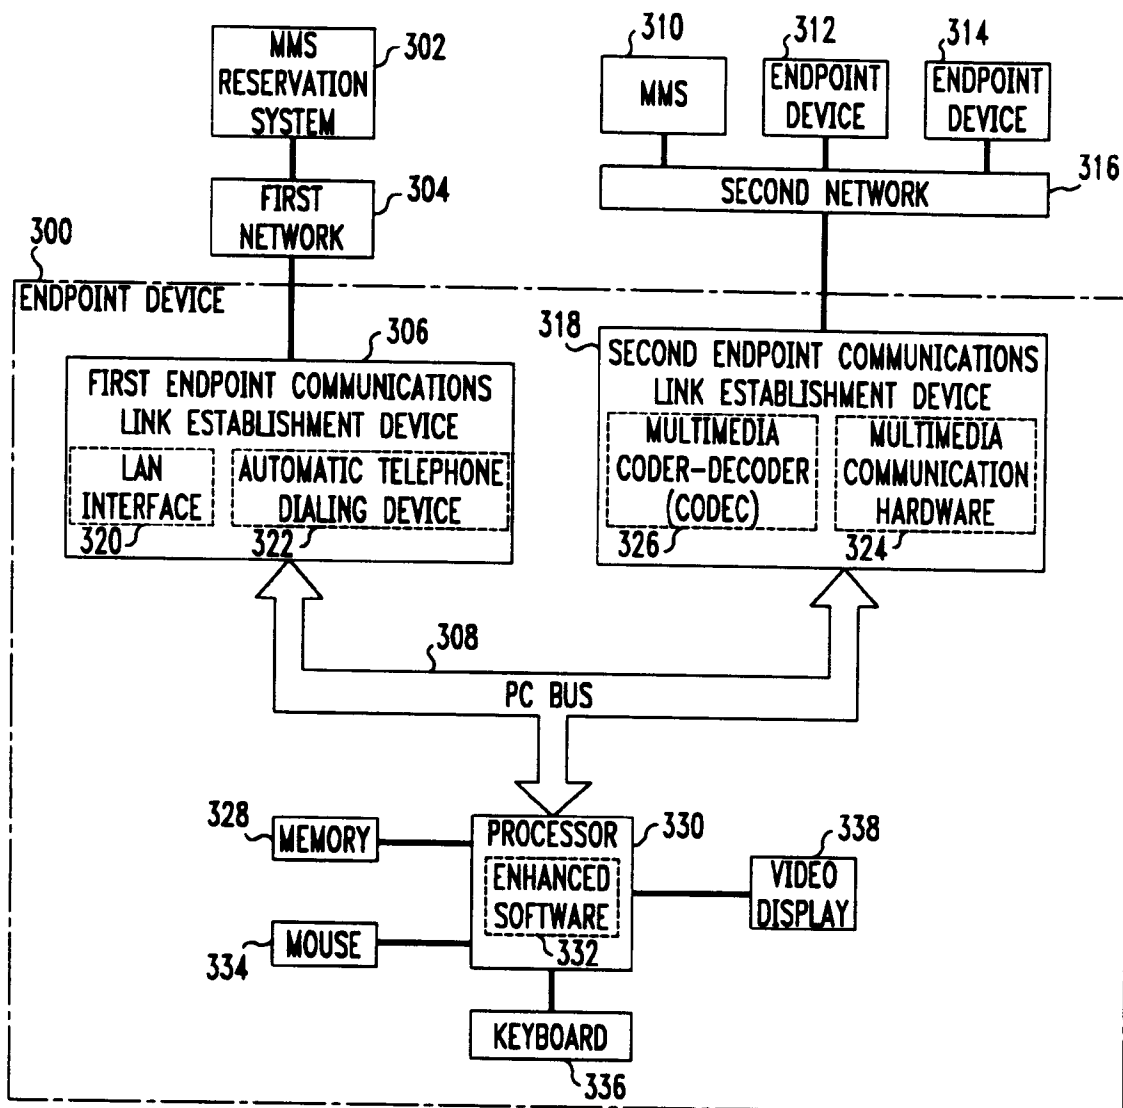 MMS
RESERVATION
SYSTEM
302
310
MMS
312
ENDPOINT
DEVICE
314
ENDPOINT
DEVICE
FIRST
NETWORK
304
SECOND NETWORK
316
300
ENDPOINT DEVICE
306
FIRST ENDPOINT COMMUNICATIONS
LINK ESTABLISHMENT DEVICE
LAN
INTERFACE
320
AUTOMATIC TELEPHONE
DIALING DEVICE
322
318
SECOND ENDPOINT COMMUNICATIONS
LINK ESTABLISHMENT DEVICE
MULTIMEDIA
CODER-DECODER
(CODEC)
326
MULTIMEDIA
COMMUNICATION
HARDWARE
324
308
PC BUS
328
MEMORY
PROCESSOR
330
ENHANCED
SOFTWARE
332
338
VIDEO
DISPLAY
MOUSE
334
KEYBOARD
336